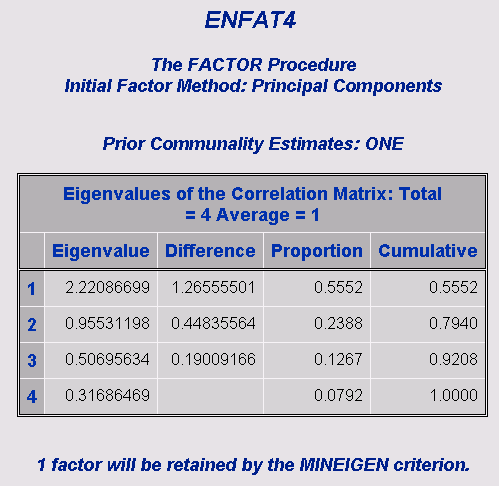 ENFAT4
The FACTOR Procedure
Initial Factor Method: Principal Components
Prior Communality Estimates: ONE
Eigenvalues of the Correlation Matrix: Total
= 4 Average = 1
Eigenvalue Difference Proportion Cumulative
1 2.22086699 1.26555501 0.5552 0.5552
2 0.95531198 0.44835564 0.2388 0.7940
3 0.50695634 0.19009166 0.1267 0.9208
4 0.31686469 0.0792 1.0000
1 factor will be retained by the MINEIGEN criterion.